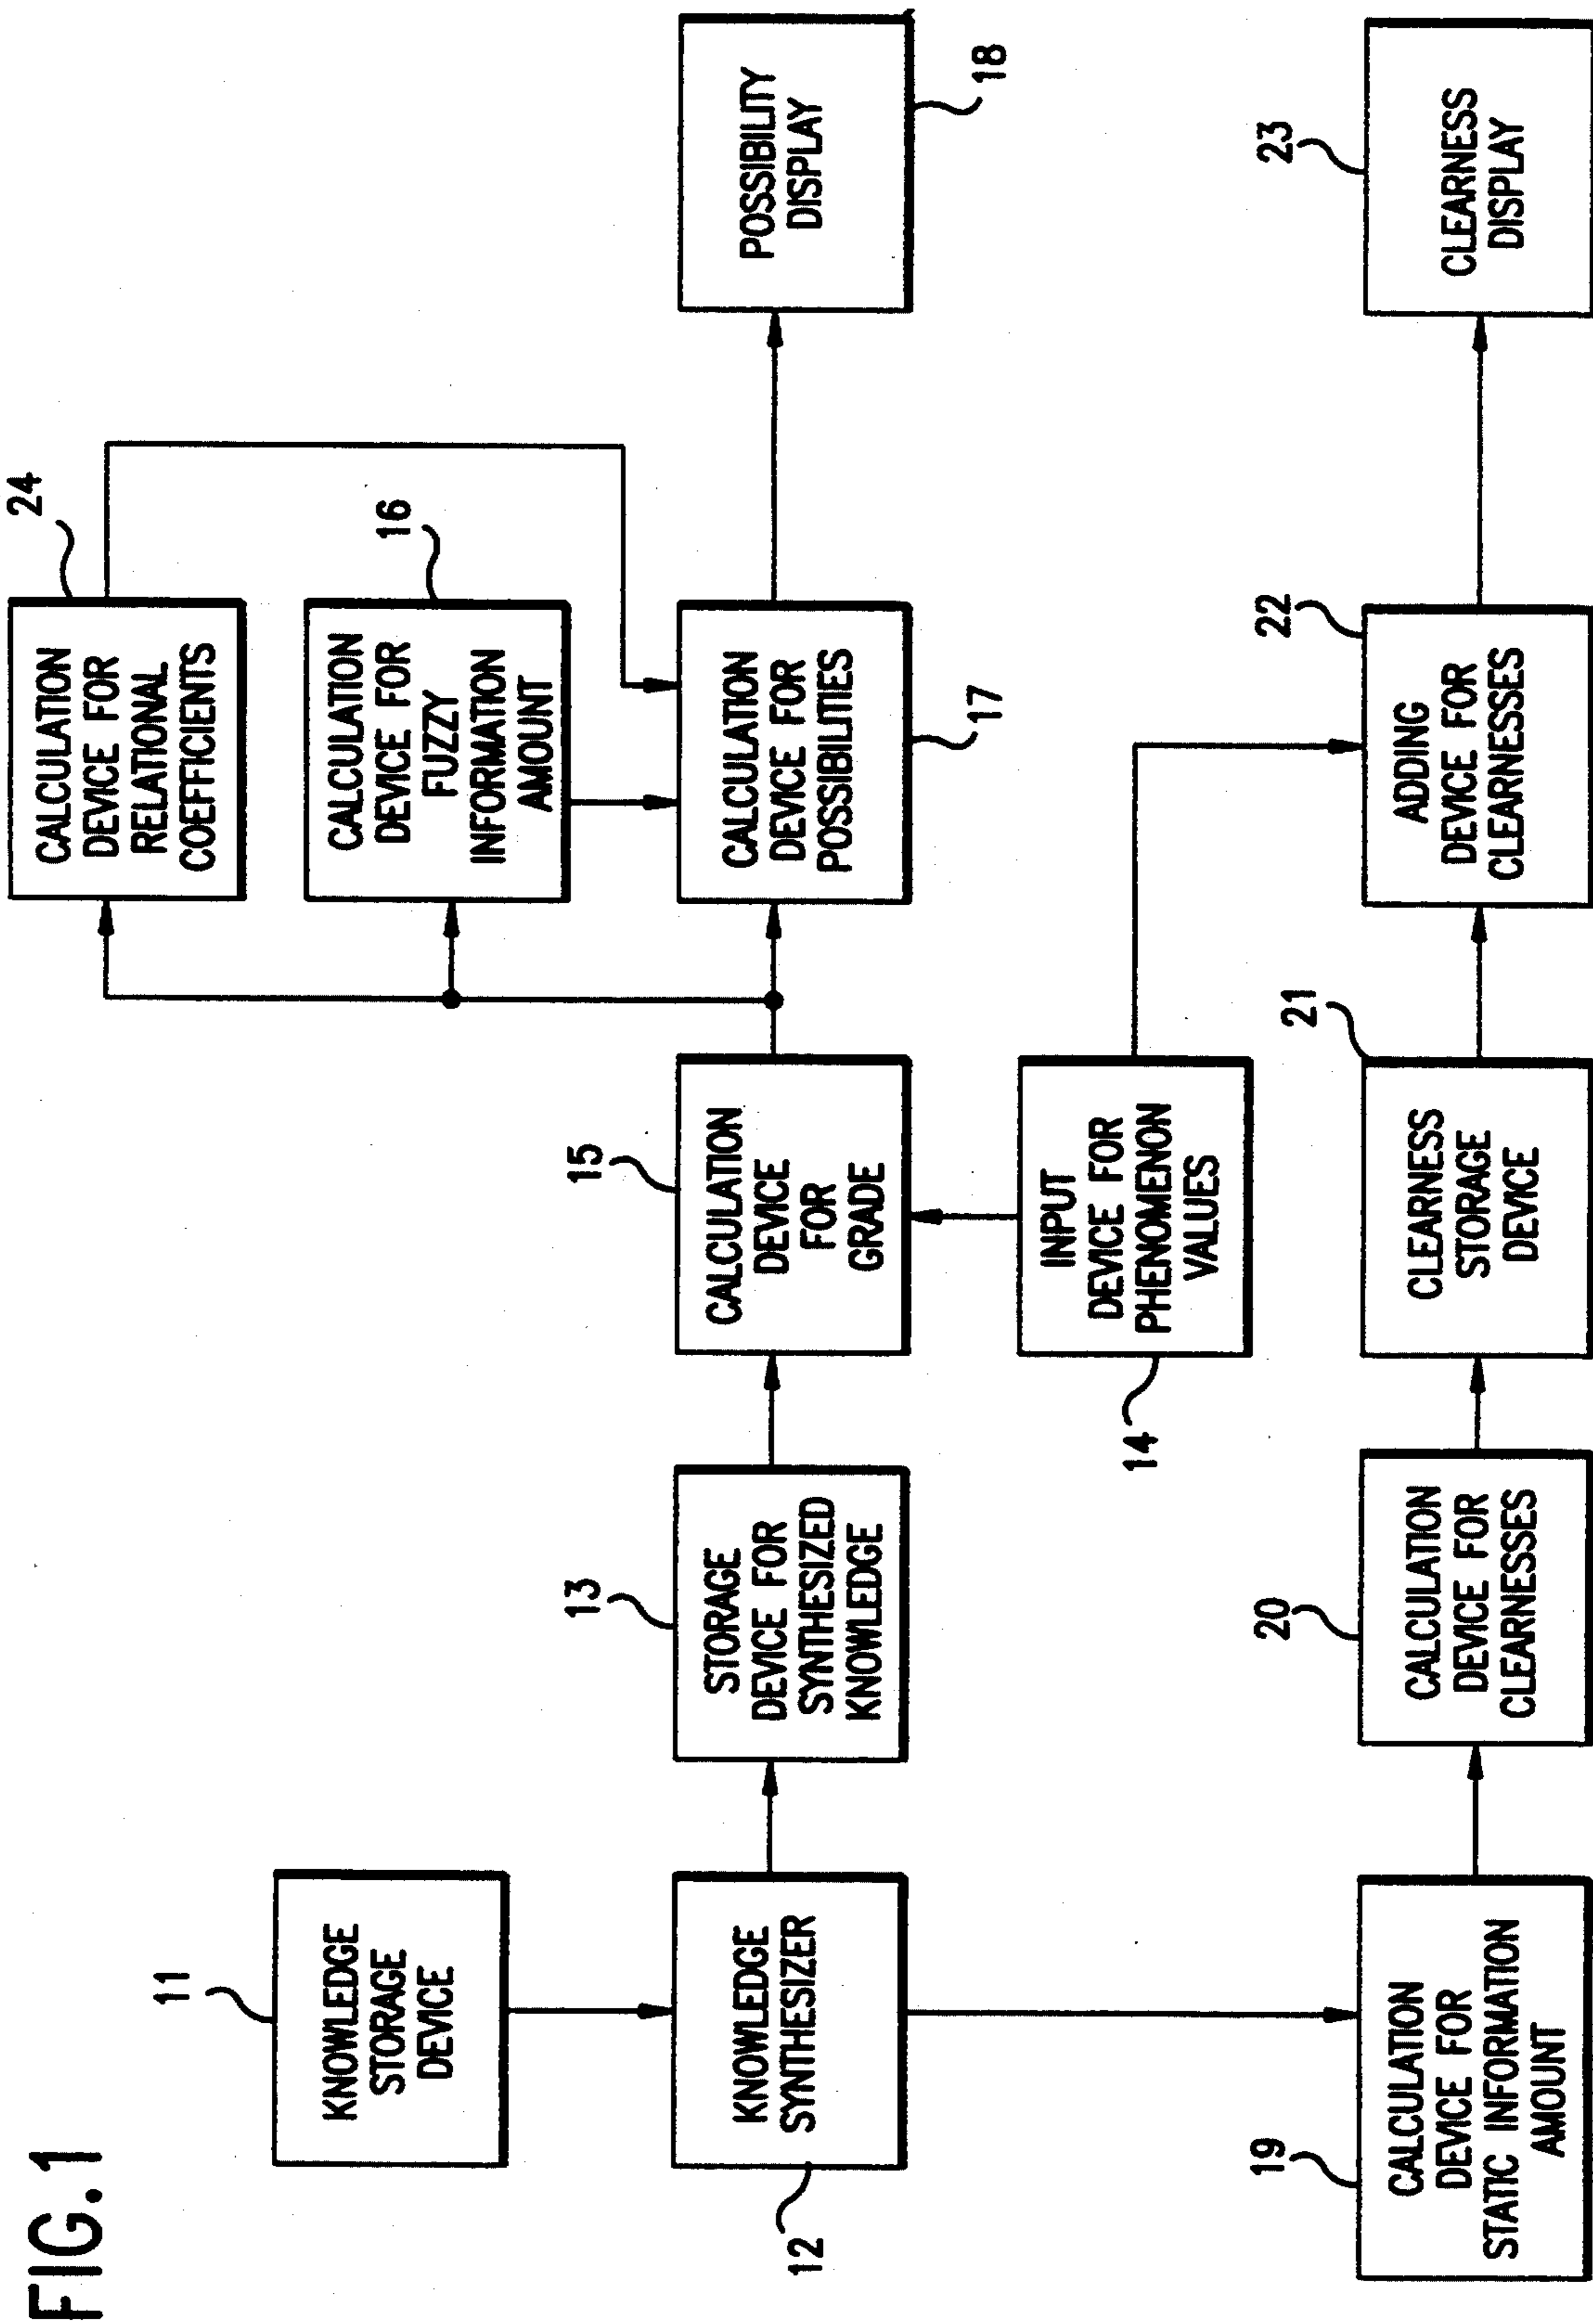 FIG.1
11
KNOWLEDGE
STORAGE
DEVICE
12
KNOWLEDGE
SYNTHESIZER
13
STORAGE
DEVICE FOR
SYNTHESIZED
KNOWLEDGE
15
CALCULATION
DEVICE
FOR
GRADE
14
INPUT
DEVICE FOR
PHENOMENON
VALUES
24
CALCULATION
DEVICE FOR
RELATIONAL
COEFFICIENTS
16
CALCULATION
DEVICE FOR
FUZZY
INFORMATION
AMOUNT
17
CALCULATION
DEVICE FOR
POSSIBILITIES
18
POSSIBILITY
DISPLAY
19
CALCULATION
DEVICE FOR
STATIC INFORMATION
AMOUNT
20
CALCULATION
DEVICE FOR
CLEARNESSES
21
CLEARNESS
STORAGE
DEVICE
22
ADDING
DEVICE FOR
CLEARNESSES
23
CLEARNESS
DISPLAY